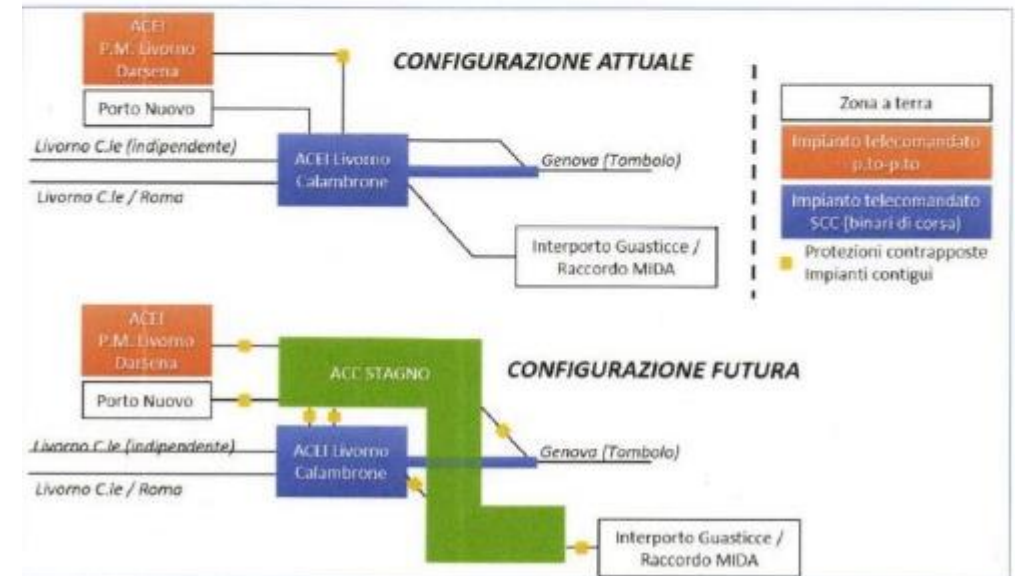 ACEI
P.M. Livorno
Darsena
CONFIGURAZIONE ATTUALE
Porto Nuovo
Livorno C.le (indipendente)
ACEI Livorno
Calambrone
Genova (Tombolo)
Livorno C.le / Roma
Interporto Guasticce /
Raccordo MIDA
Zona a terra
Impianto telecomandato
p.to-p.to
Impianto telecomandato
SCC (binari di corsa)
Protezioni contrapposte
Impianti contigui
ACEI
P.M. Livorno
Darsena
ACC STAGNO
CONFIGURAZIONE FUTURA
Porto Nuovo
Livorno C.le (indipendente)
ACEI Livorno
Calambrone
Genova (Tombolo)
Livorno C.le / Roma
Interporto Guasticce /
Raccordo MIDA